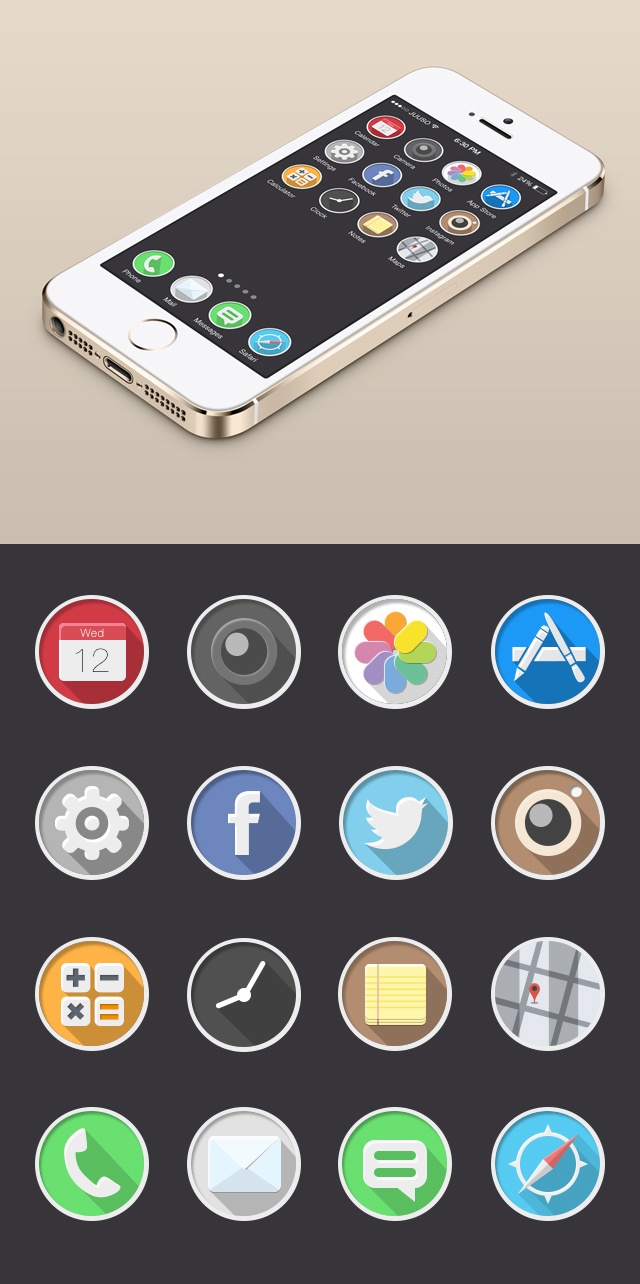 JUUSO
6:30 PM
24%
Calendar
Camera
Photos
App Store
Settings
Facebook
Twitter
Instagram
Calculator
Clock
Notes
Maps
Phone
Mail
Messages
Safari
Wed
12